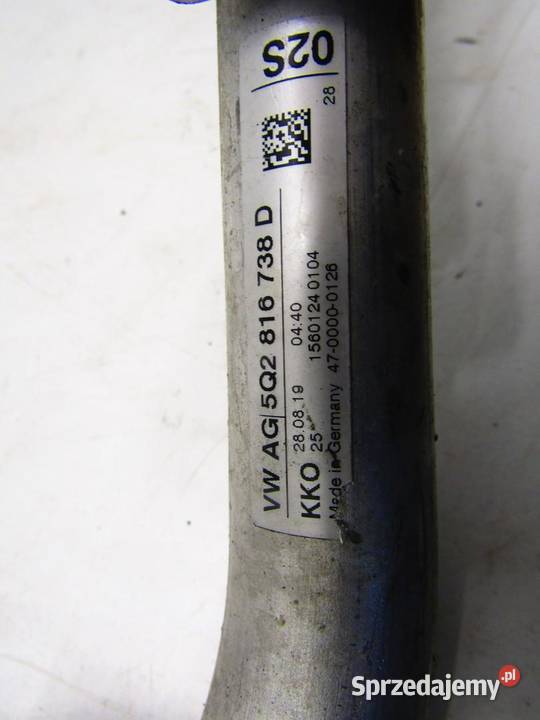 02S
28
VW AG 5Q2 816 738 D
KKO 28.08.19 04:40
25 1560124 0104
Made in Germany 47-0000-0126
Sprzedajemy.pl